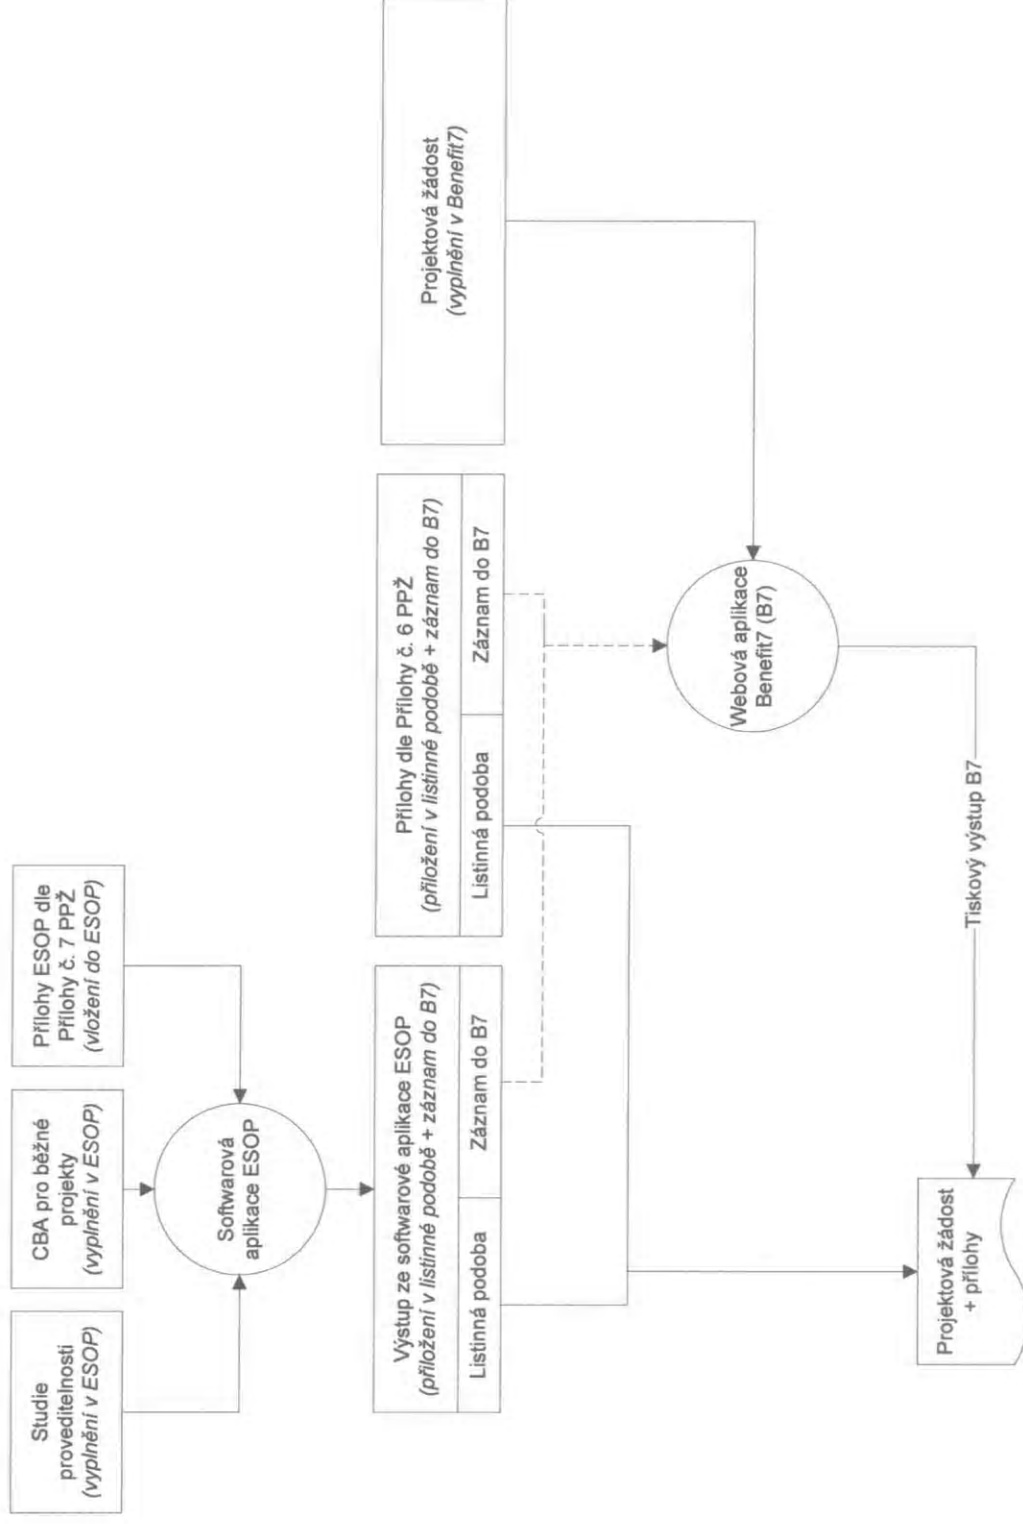 Studie
proveditelnosti
(vyplnění v ESOP)
CBA pro běžné
projekty
(vyplnění v ESOP)
Přílohy ESOP dle
Přílohy č. 7 PPŽ
(vložení do ESOP)
Softwarová
aplikace ESOP
Výstup ze softwarové aplikace ESOP
(přiložení v listinné podobě + záznam do B7)
Listinná podoba
Záznam do B7
Přílohy dle Přílohy č. 6 PPŽ
(přiložení v listinné podobě + záznam do B7)
Listinná podoba
Záznam do B7
Projektová žádost
(vyplnění v Benefit7)
Webová aplikace
Benefit7 (B7)
Tiskový výstup B7
Projektová žádost
+ přílohy